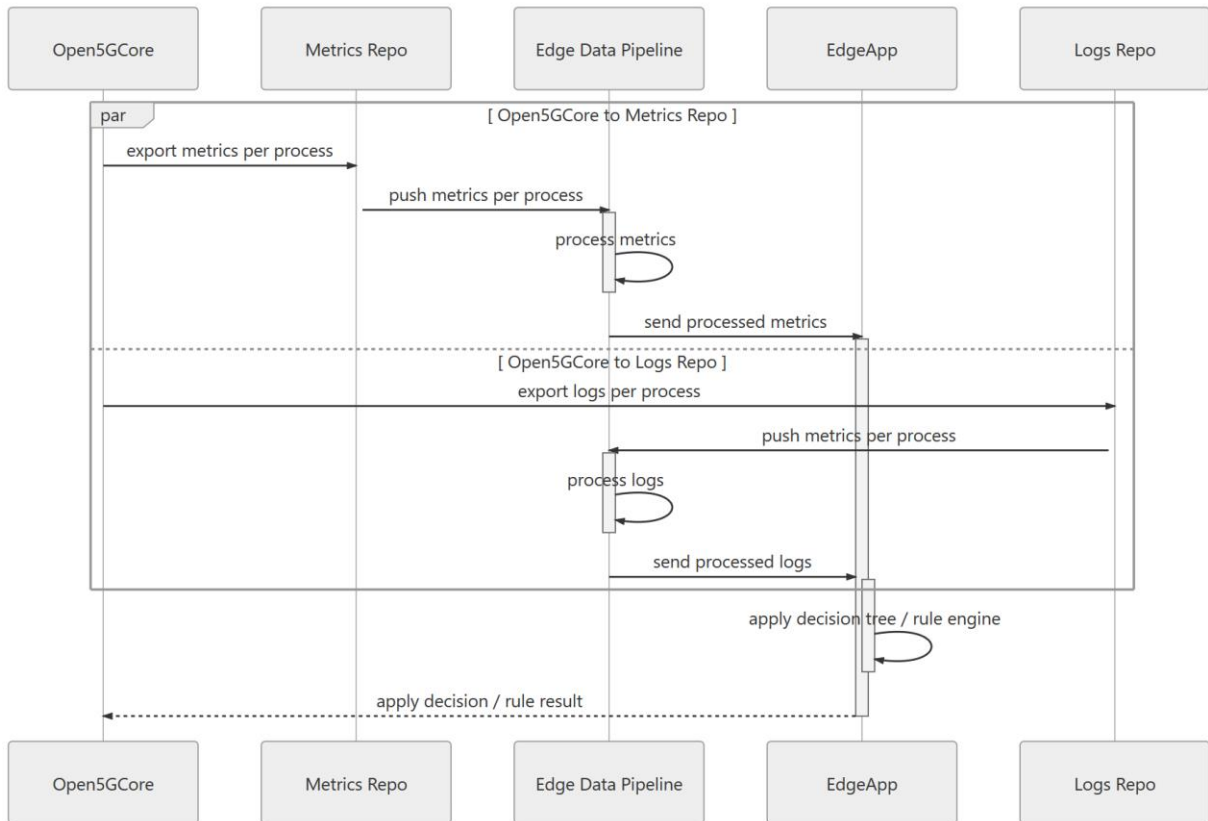 Open5GCore
Metrics Repo
Edge Data Pipeline
EdgeApp
Logs Repo
par
[ Open5GCore to Metrics Repo ]
export metrics per process
push metrics per process
process metrics
send processed metrics
[ Open5GCore to Logs Repo ]
export logs per process
push metrics per process
process logs
send processed logs
apply decision tree / rule engine
apply decision / rule result
Open5GCore
Metrics Repo
Edge Data Pipeline
EdgeApp
Logs Repo